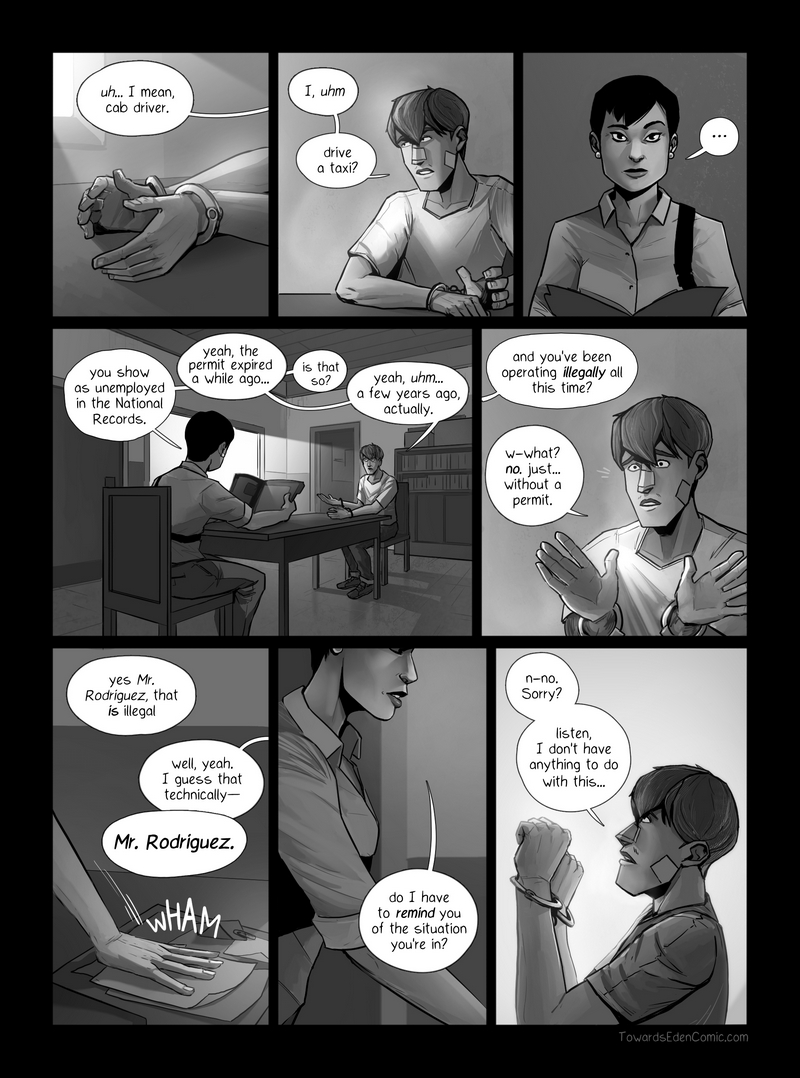 uh... I mean,
cab driver.
I, uhm
drive
a taxi?
...
you show
as unemployed
in the National
Records.
yeah, the
permit expired
a while ago...
is that
so?
yeah, uhm...
a few years ago,
actually.
and you've been
operating illegally all
this time?
w-what?
no. just...
without a
permit.
yes Mr.
Rodriguez, that
is illegal
well, yeah.
I guess that
technically—
Mr. Rodriguez.
WHAM
do I have
to remind you
of the situation
you're in?
n-no.
Sorry?
listen,
I don't have
anything to do
with this...
TowardsEdenComic.com